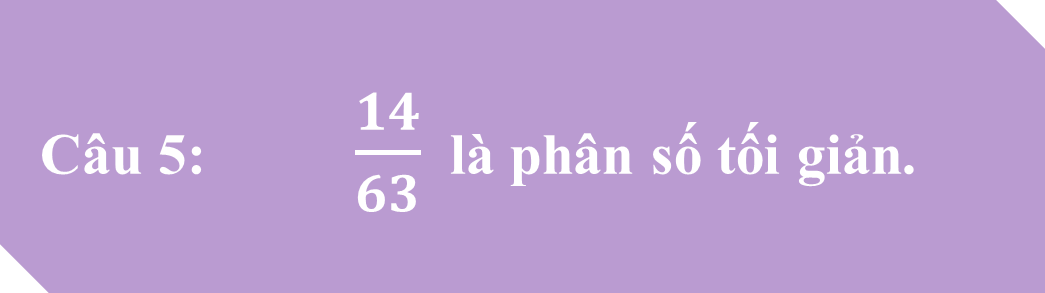 Câu 5: 14/63 là phân số tối giản.